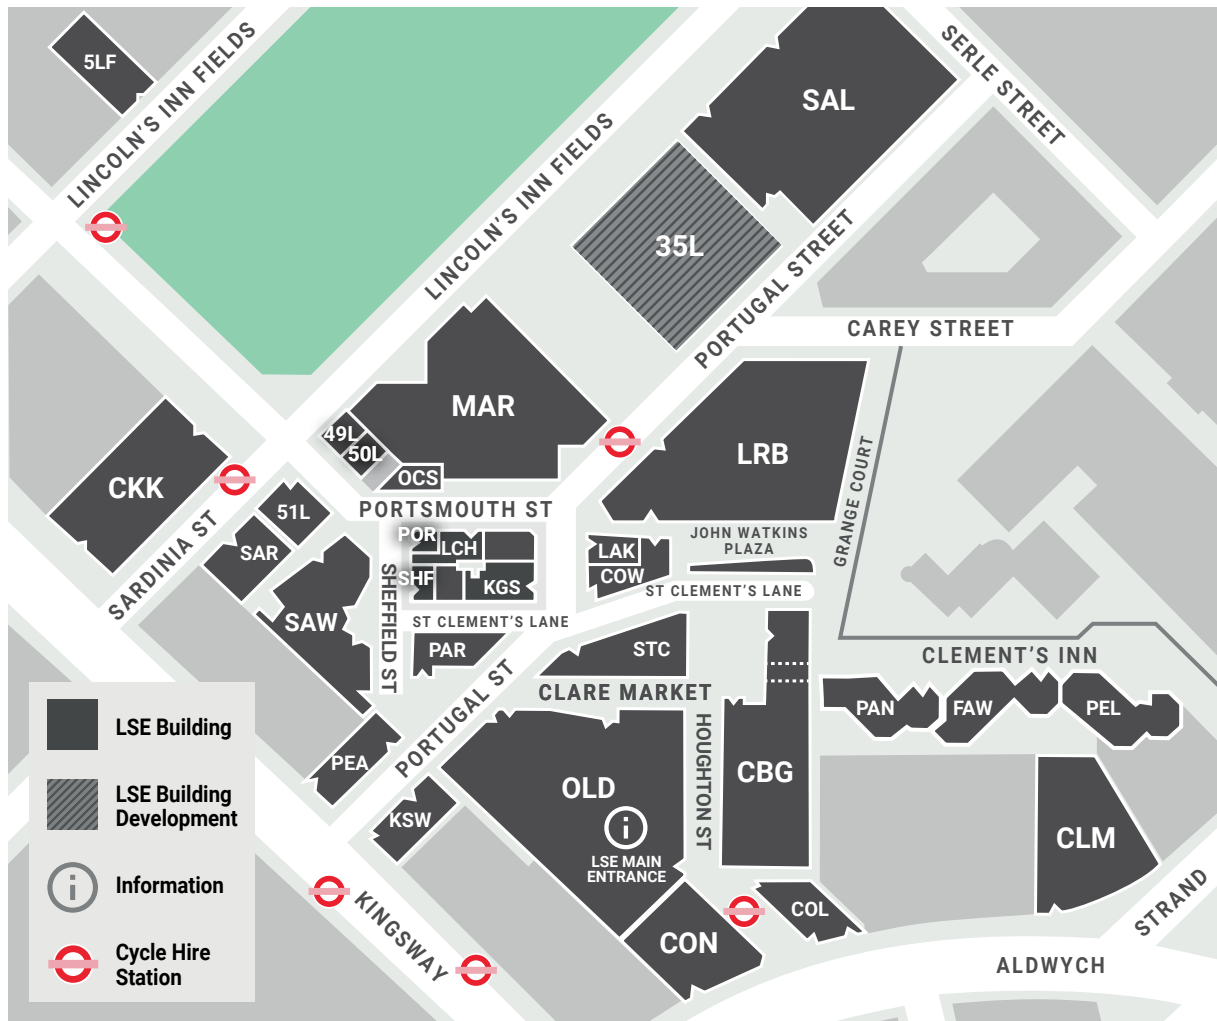 5LF
LINCOLN'S INN FIELDS
SERLE STREET
SAL
LINCOLN'S INN FIELDS
35L
PORTUGAL STREET
CAREY STREET
MAR
49L
50L
OCS
LRB
GRANGE COURT
CKK
SARDINIA ST
51L
SAR
SAW
PORTSMOUTH ST
POR
LCH
SHF
KGS
SHEFFIELD ST
LAK
COW
JOHN WATKINS
PLAZA
ST CLEMENT'S LANE
ST CLEMENT'S LANE
PAR
STC
CLEMENT'S INN
CLARE MARKET
PORTUGAL ST
HOUGHTON ST
PAN
FAW
PEL
PEA
KSW
OLD
LSE MAIN
ENTRANCE
CBG
CLM
CON
COL
KINGSWAY
STRAND
ALDWYCH
LSE Building
LSE Building
Development
Information
Cycle Hire
Station